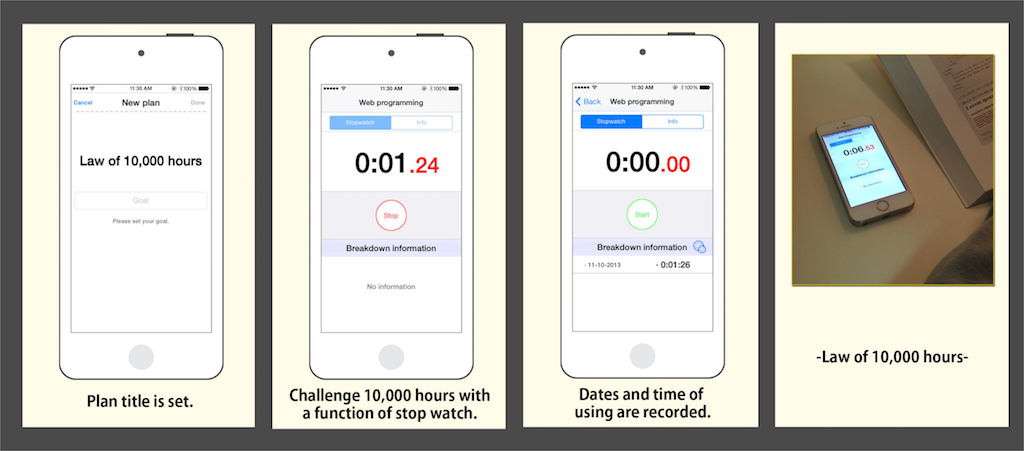 11:30 AM 100%
Cancel New plan Done
Law of 10,000 hours
Goal
Please set your goal.
Plan title is set.
11:30 AM 100%
Web programming
Stopwatch Info
0:01.24
Stop
Breakdown information
No information
Challenge 10,000 hours with
a function of stop watch.
11:30 AM 100%
Back Web programming
Stopwatch Info
0:00.00
Start
Breakdown information
- 11-10-2013 - 0:01:26
Dates and time of
using are recorded.
0:06.53
Breakdown information
-Law of 10,000 hours-